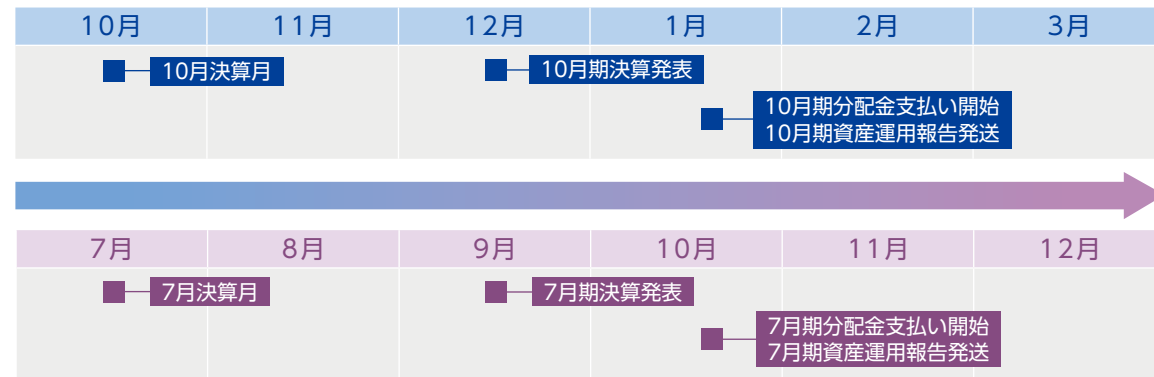 10月 11月 12月 1月 2月 3月
10月決算月
10月期決算発表
10月期分配金支払い開始
10月期資産運用報告発送
7月 8月 9月 10月 11月 12月
7月決算月
7月期決算発表
7月期分配金支払い開始
7月期資産運用報告発送